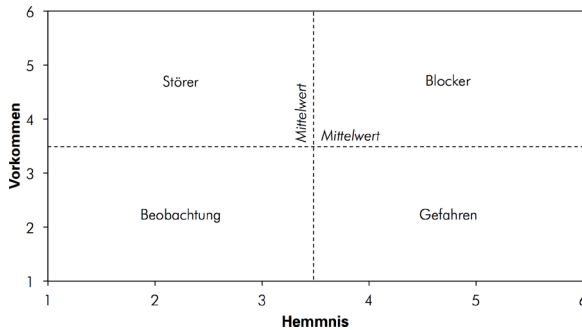 6
5
4
3
2
1
Vorkommen
Störer
Blocker
Mittelwert
Mittelwert
Beobachtung
Gefahren
1
2
3
4
5
6
Hemmnis